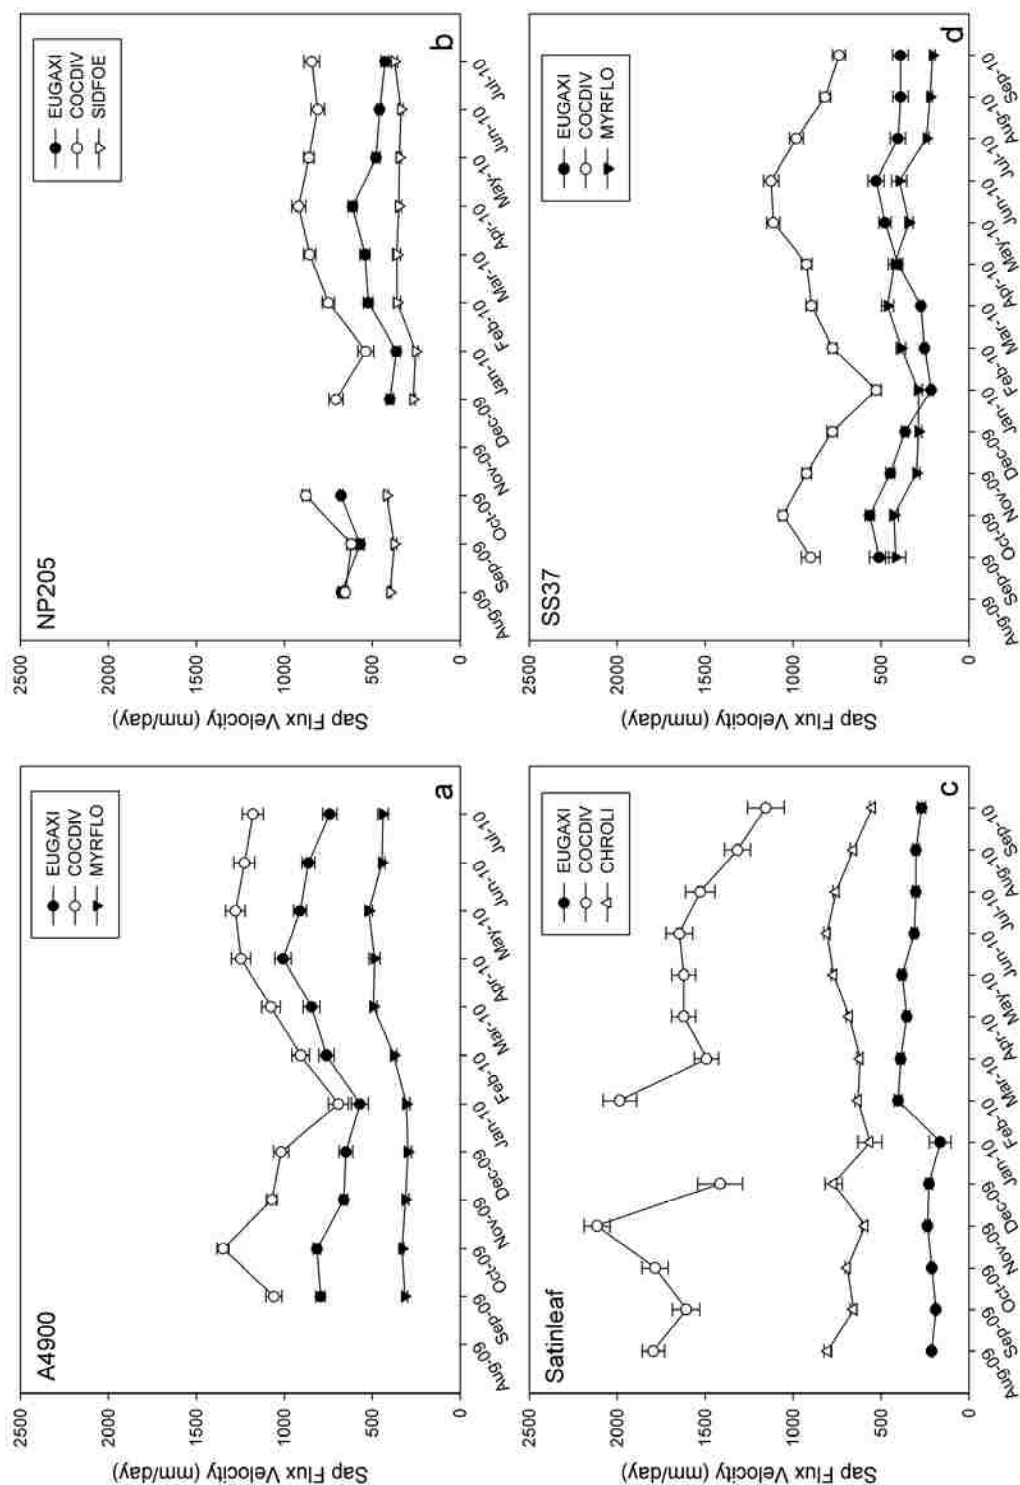 A4900
EUGAXI
COCDIV
MYRFLO
a
Sap Flux Velocity (mm/day)
2500
2000
1500
1000
500
0
Aug-09
Sep-09
Oct-09
Nov-09
Dec-09
Jan-10
Feb-10
Mar-10
Apr-10
May-10
Jun-10
Jul-10
NP205
EUGAXI
COCDIV
SIDFOE
b
Sap Flux Velocity (mm/day)
2500
2000
1500
1000
500
0
Aug-09
Sep-09
Oct-09
Nov-09
Dec-09
Jan-10
Feb-10
Mar-10
Apr-10
May-10
Jun-10
Jul-10
Satinleaf
EUGAXI
COCDIV
CHROLI
c
Sap Flux Velocity (mm/day)
2500
2000
1500
1000
500
0
Aug-09
Sep-09
Oct-09
Nov-09
Dec-09
Jan-10
Feb-10
Mar-10
Apr-10
May-10
Jun-10
Jul-10
Aug-10
Sep-10
SS37
EUGAXI
COCDIV
MYRFLO
d
Sap Flux Velocity (mm/day)
2500
2000
1500
1000
500
0
Aug-09
Sep-09
Oct-09
Nov-09
Dec-09
Jan-10
Feb-10
Mar-10
Apr-10
May-10
Jun-10
Jul-10
Aug-10
Sep-10